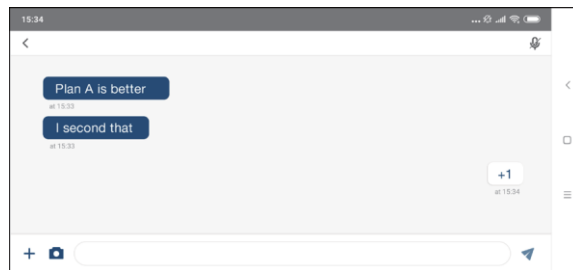 15:34
...
Plan A is better
at 15:33
I second that
at 15:33
+1
at 15:34